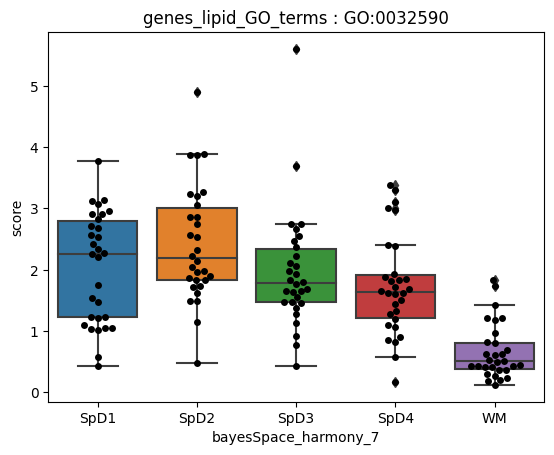 genes_lipid_GO_terms : GO:0032590
score
5
4
3
2
1
0
SpD1 SpD2 SpD3 SpD4 WM
bayesSpace_harmony_7